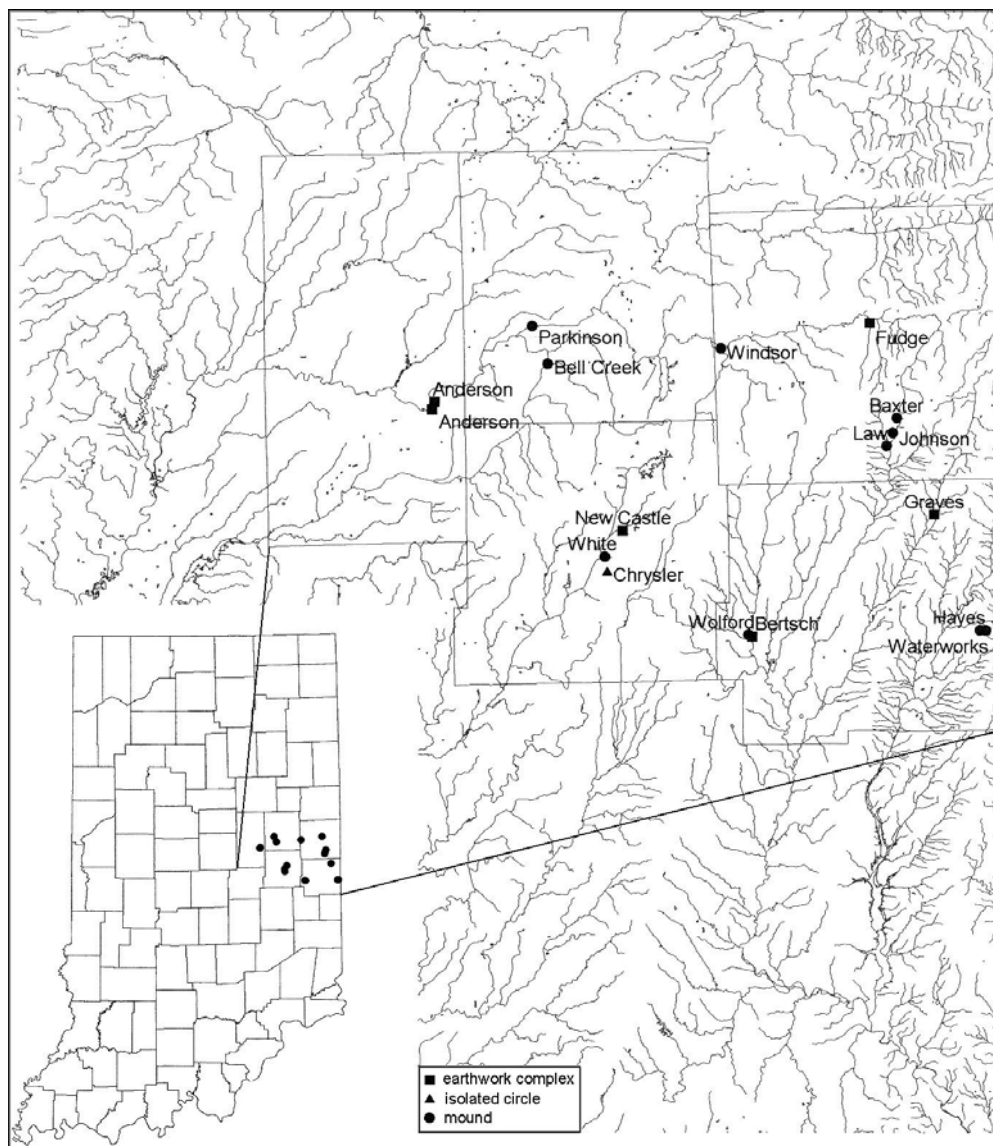 Parkinson
Fudge
Windsor
Bell Creek
Anderson
Anderson
Baxter
Law
Johnson
Graves
New Castle
White
Chrysler
Wolford
Bertsch
Hayes
Waterworks
earthwork complex
isolated circle
mound